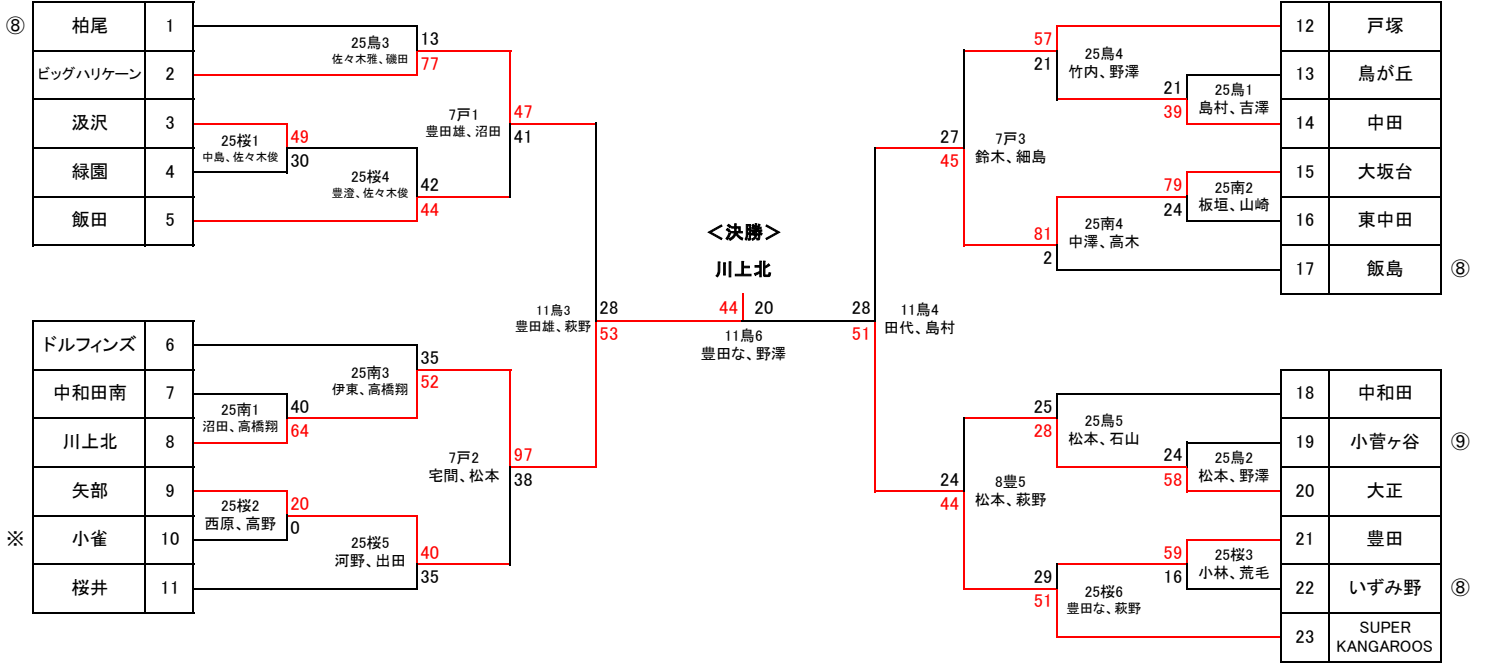 ⑧ 柏尾 1
25鳥3 13
佐々木雅、磯田 77
ビッグハリケーン 2
汲沢 3
25桜1 49
中島、佐々木俊 30
緑園 4
25桜4 42
豊澄、佐々木俊 44
飯田 5
7戸1 47
豊田雄、沼田 41
11鳥3 28
豊田雄、萩野 53
ドルフィンズ 6
25南3 35
伊東、高橋翔 52
中和田南 7
25南1 40
沼田、高橋翔 64
川上北 8
7戸2 97
宅間、松本 38
矢部 9
25桜2 20
西原、高野 0
※ 小雀 10
25桜5 40
河野、出田 35
桜井 11
＜決勝＞
川上北
44 20
11鳥6
豊田な、野澤
12 戸塚
57 25鳥4
21 竹内、野澤
13 鳥が丘
21 25鳥1
39 島村、吉澤
14 中田
27 7戸3
45 鈴木、細島
15 大坂台
79 25南2
24 板垣、山崎
16 東中田
81 25南4
2 中澤、高木
17 飯島 ⑧
28 11鳥4
51 田代、島村
18 中和田
25 25鳥5
28 松本、石山
19 小菅ヶ谷 ⑨
24 25鳥2
58 松本、野澤
20 大正
24 8豊5
44 松本、萩野
21 豊田
59 25桜3
16 小林、荒毛
22 いずみ野 ⑧
29 25桜6
51 豊田な、萩野
23 SUPER
KANGAROOS